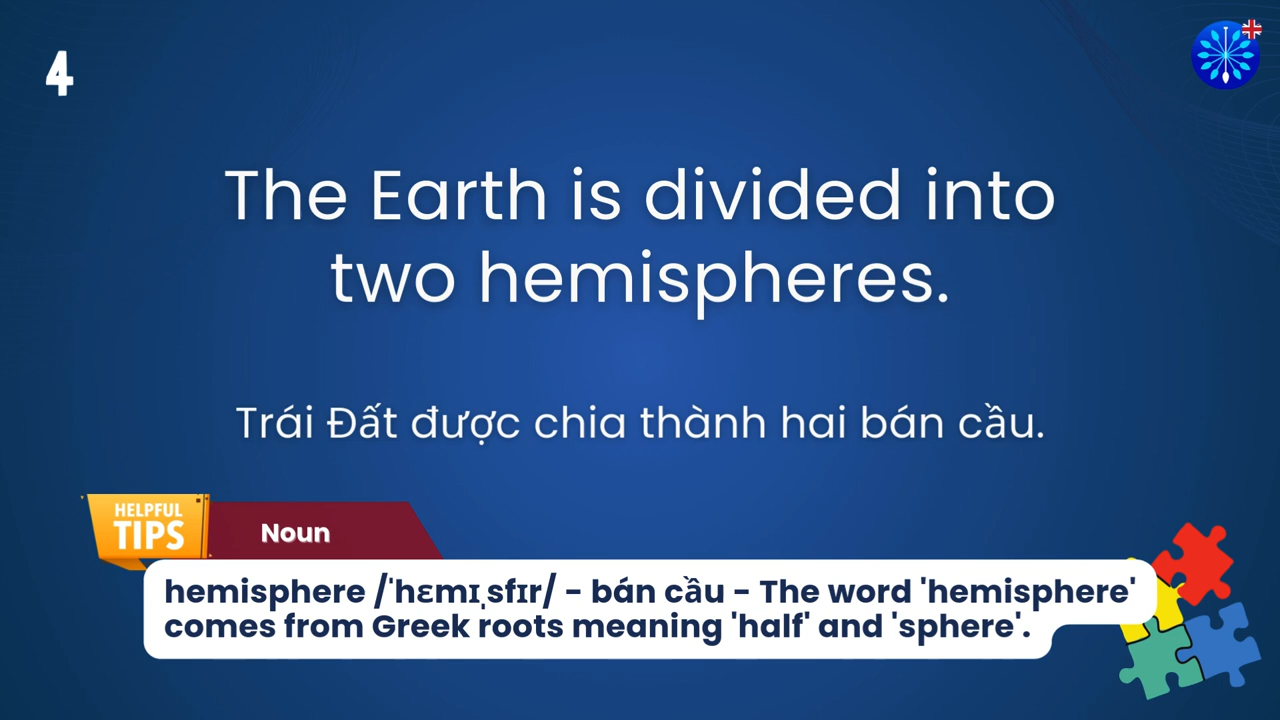 4
The Earth is divided into
two hemispheres.
Trái Đất được chia thành hai bán cầu.
HELPFUL
TIPS
Noun
hemisphere /ˈhɛmɪˌsfɪr/ - bán cầu - The word 'hemisphere'
comes from Greek roots meaning 'half' and 'sphere'.